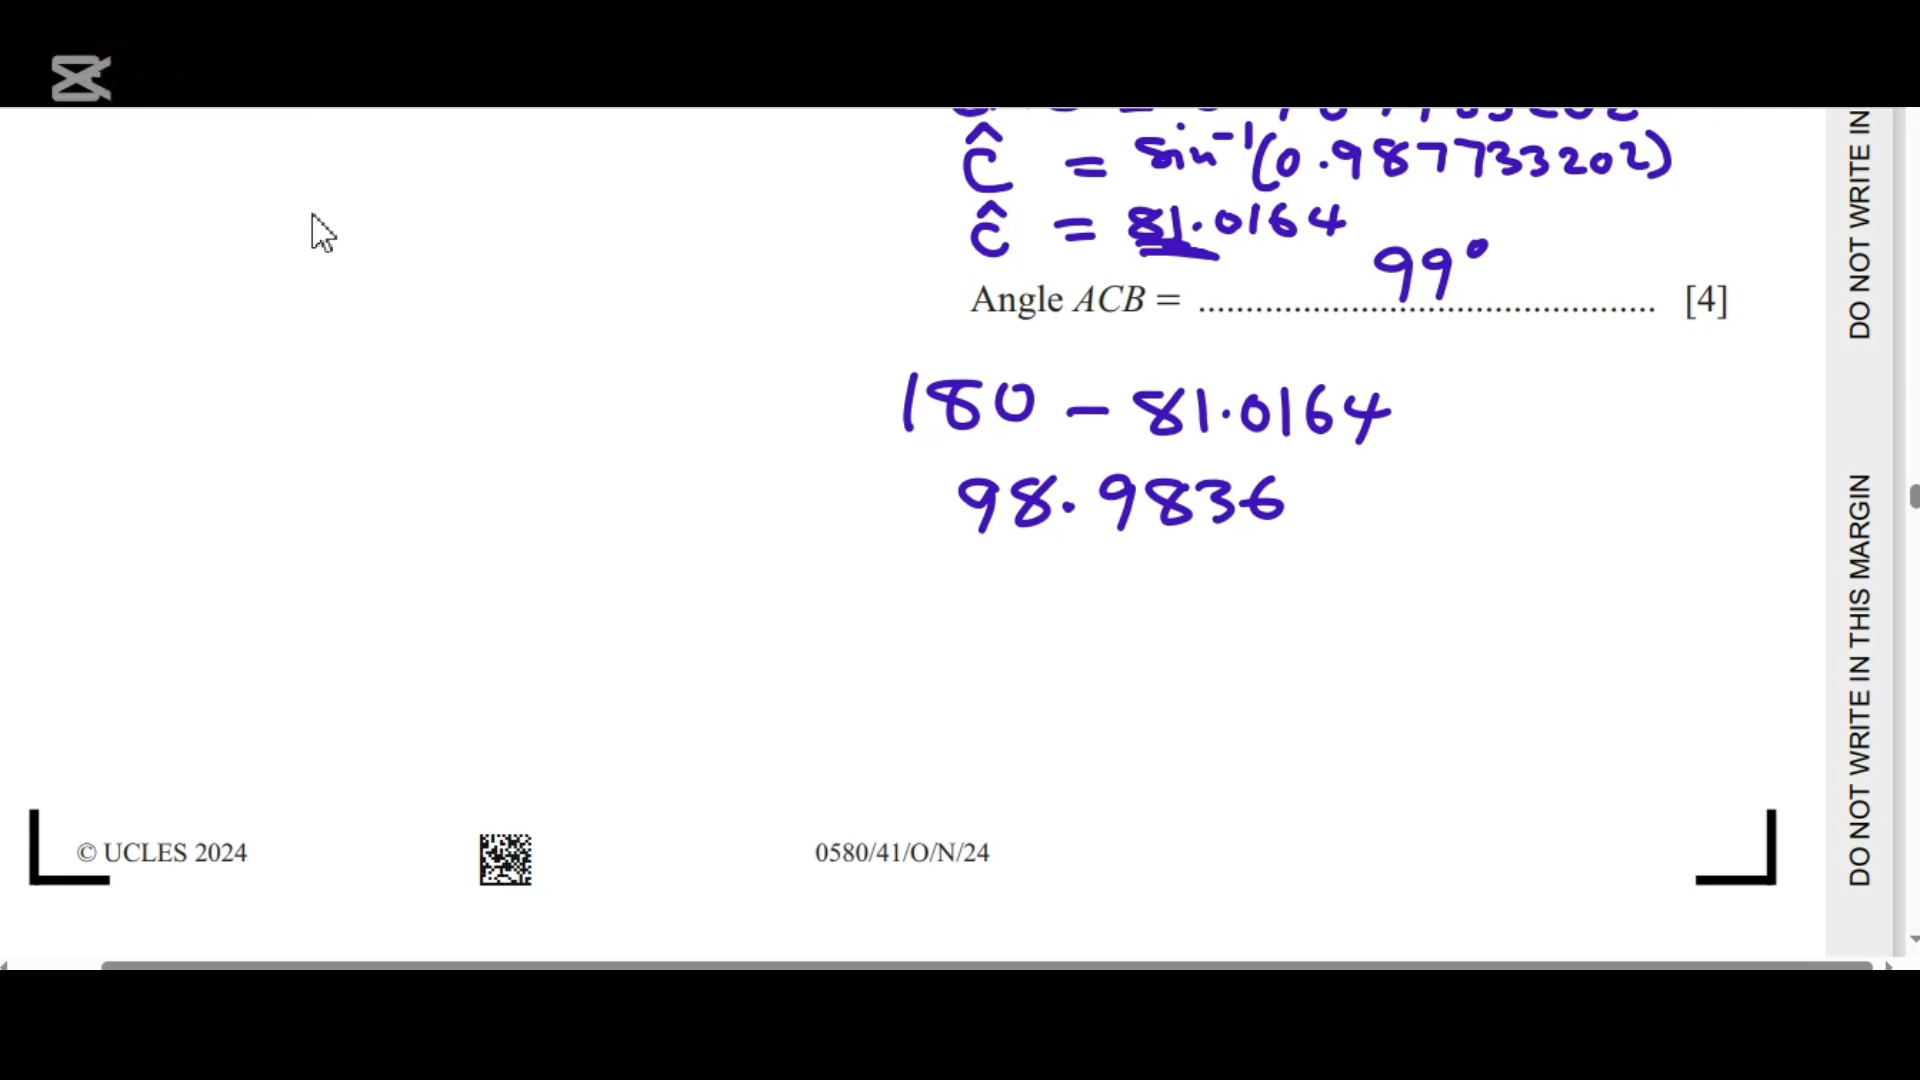 Ĉ = sin⁻¹(0.987733202)
ĉ = 81.0164
99°
Angle ACB = ................................................ [4]
180 – 81.0164
98.9836
© UCLES 2024
0580/41/O/N/24
DO NOT WRITE IN
DO NOT WRITE IN THIS MARGIN